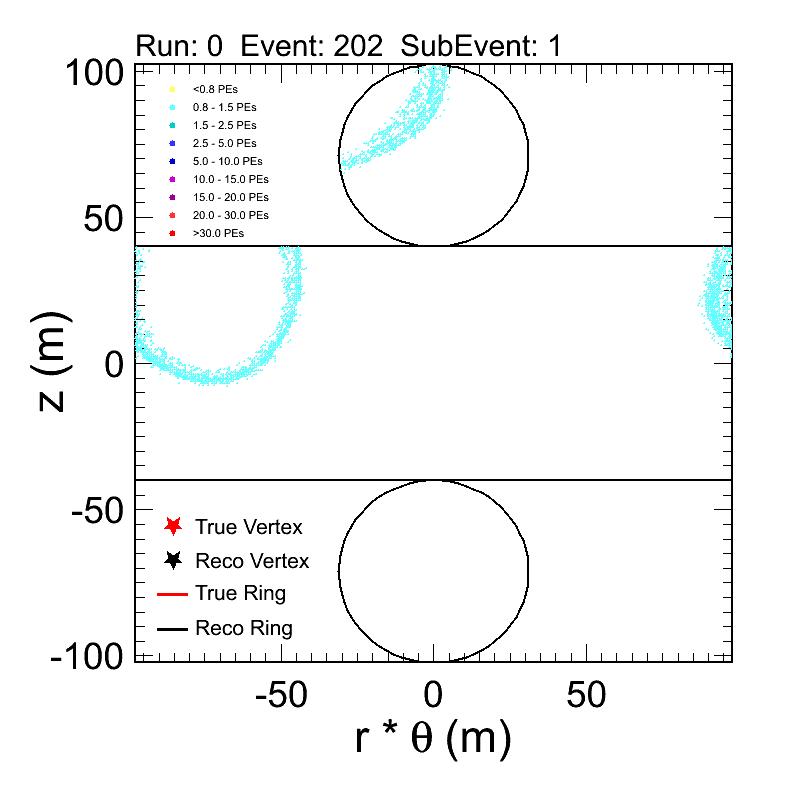 Run: 0  Event: 202  SubEvent: 1
100
<0.8 PEs
0.8 - 1.5 PEs
1.5 - 2.5 PEs
2.5 - 5.0 PEs
5.0 - 10.0 PEs
10.0 - 15.0 PEs
15.0 - 20.0 PEs
50
20.0 - 30.0 PEs
>30.0 PEs
z (m)
0
-50
True Vertex
Reco Vertex
True Ring
Reco Ring
-100
-50 0 50
r * θ (m)